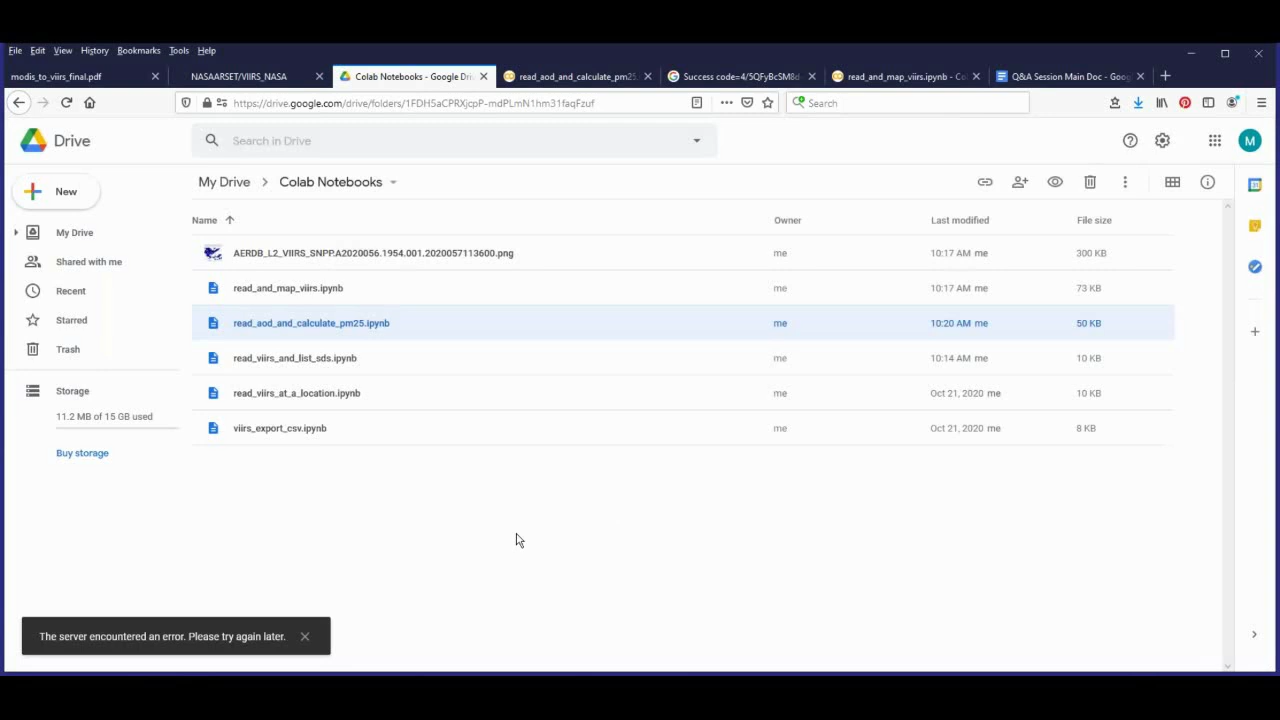 File Edit View History Bookmarks Tools Help
modis_to_viirs_final.pdf NASAARSET/VIIRS_NASA Colab Notebooks - Google Dri read_aod_and_calculate_pm25. Success code=4/5QFyBcSM8d read_and_map_viirs.ipynb - Co Q&A Session Main Doc - Goog
https://drive.google.com/drive/folders/1FDH5aCPRXjcpP-mdPLmN1hm31faqFzuf Search
Drive Search in Drive M
New My Drive Colab Notebooks
Name Owner Last modified File size
My Drive
AERDB_L2_VIIRS_SNPP.A2020056.1954.001.2020057113600.png me 10:17 AM me 300 KB
Shared with me
read_and_map_viirs.ipynb me 10:17 AM me 73 KB
Recent
Starred
read_aod_and_calculate_pm25.ipynb me 10:20 AM me 50 KB
Trash
read_viirs_and_list_sds.ipynb me 10:14 AM me 10 KB
Storage
read_viirs_at_a_location.ipynb me Oct 21, 2020 me 10 KB
11.2 MB of 15 GB used
viirs_export_csv.ipynb me Oct 21, 2020 me 8 KB
Buy storage
The server encountered an error. Please try again later.